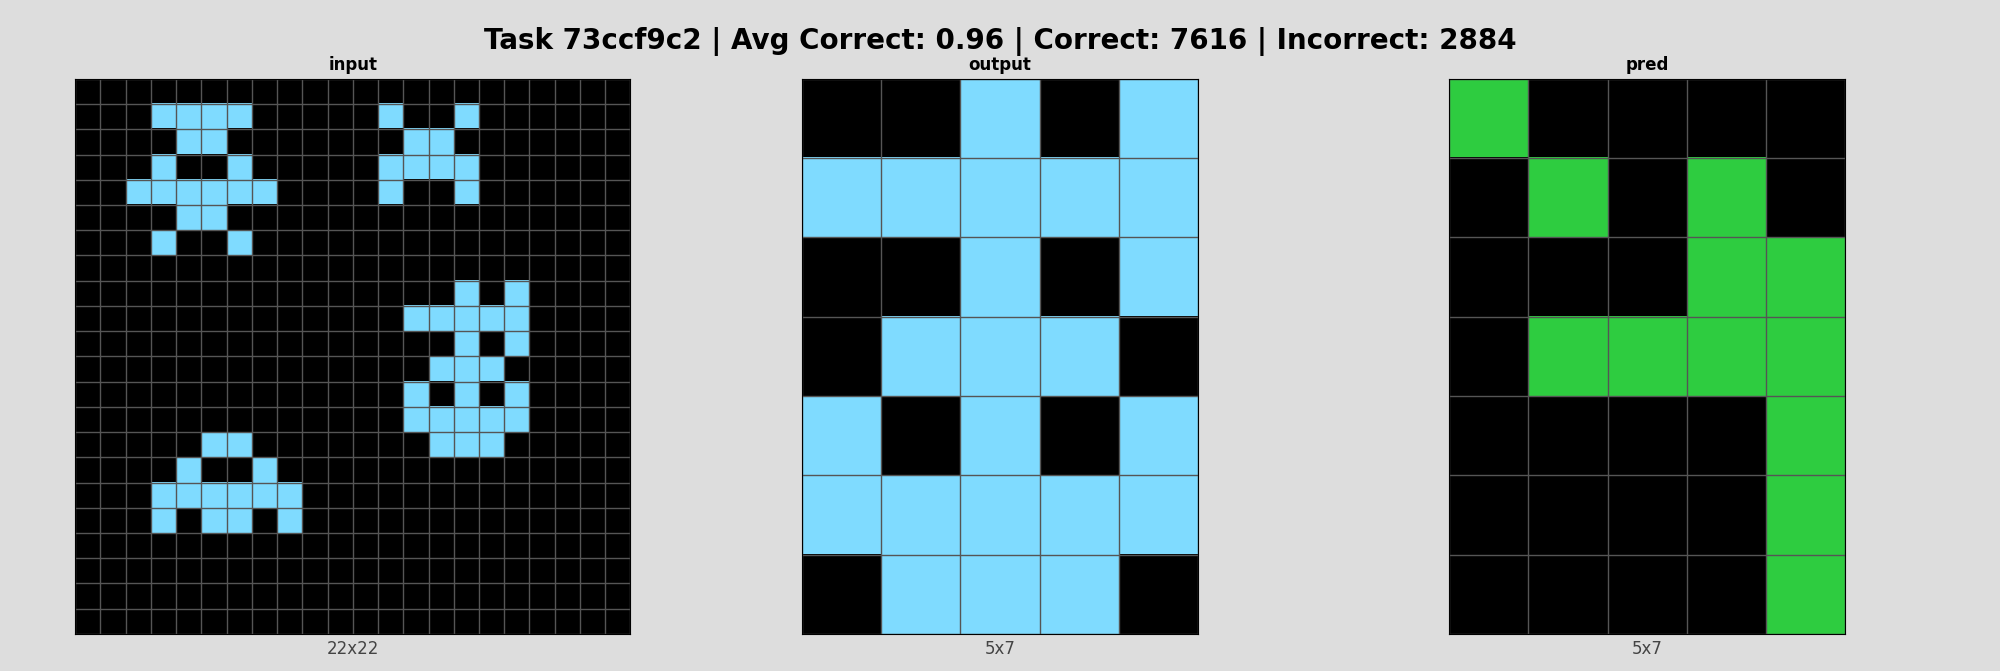 Task 73ccf9c2 | Avg Correct: 0.96 | Correct: 7616 | Incorrect: 2884
input
output
pred
22x22
5x7
5x7